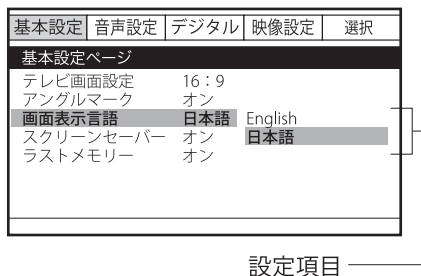 基本設定 音声設定 デジタル 映像設定 選択
基本設定ページ
テレビ画面設定 16：9
アングルマーク オン
画面表示言語 日本語 English
スクリーンセーバー オン 日本語
ラストメモリー オン
設定項目